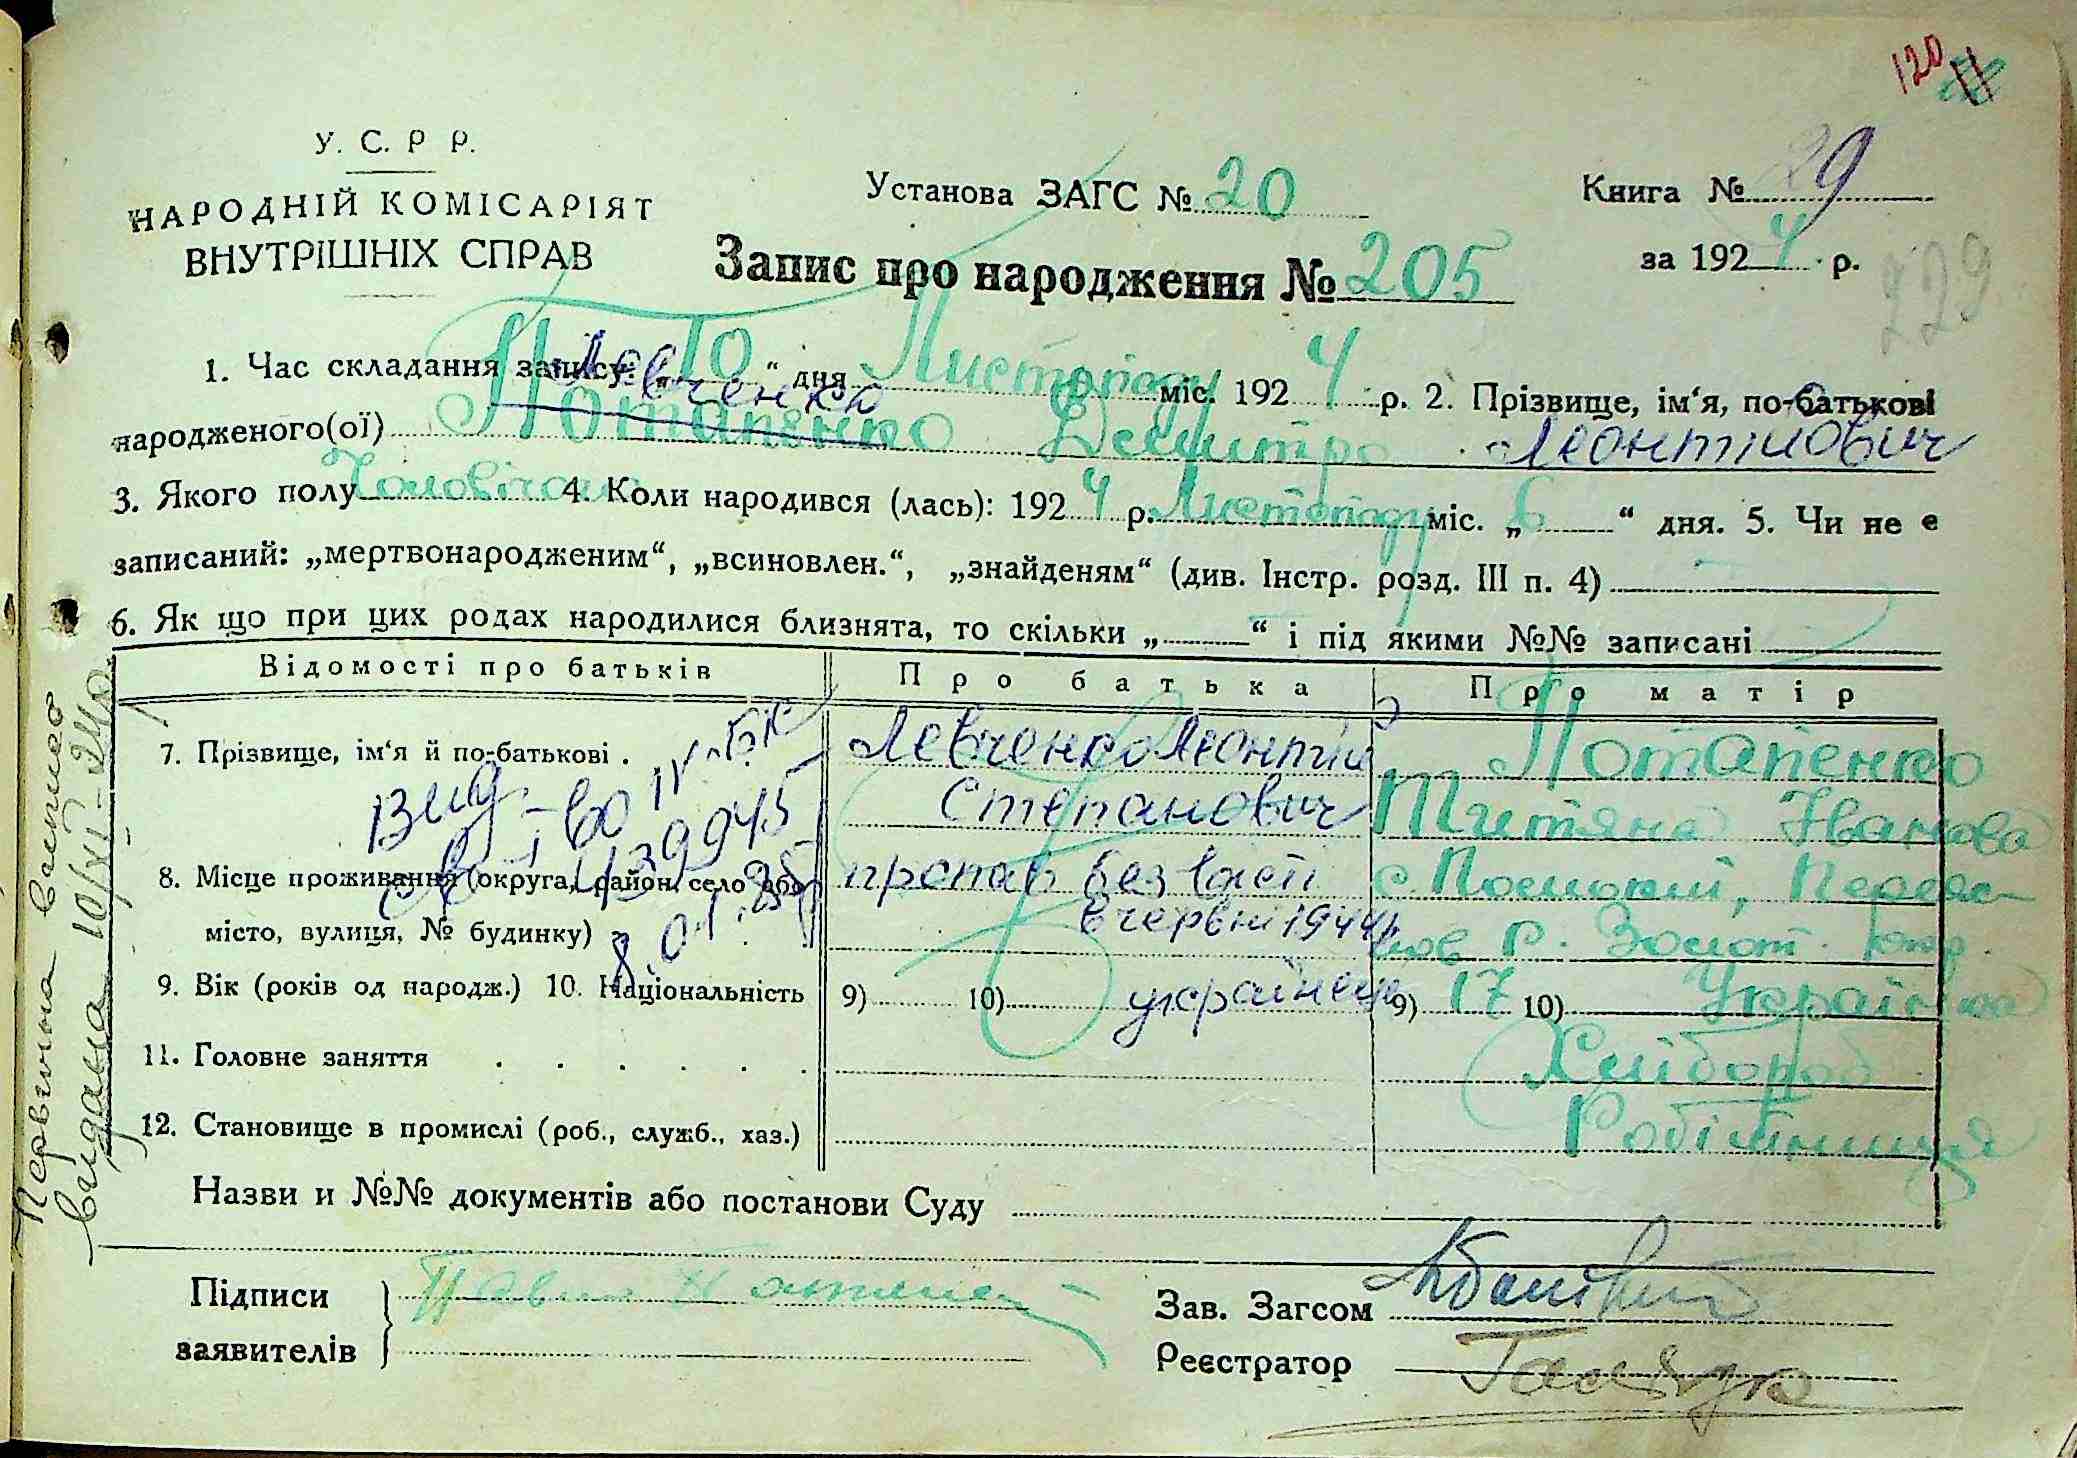 120
У. С. Р Р.
НАРОДНІЙ КОМІСАРІЯТ
ВНУТРІШНІХ СПРАВ
Установа ЗАГС № 20
Книга № 29
за 1924 р.
Запис про народження № 205
229
1. Час складання запису: „10“ дня Листопаду міс. 1924 р. 2. Прізвище, ім‘я, по-батькові
Левченко
народженого(ої) Потапенко Дмитро Леонтійович
3. Якого полу Чоловічого 4. Коли народився (лась): 1924 р. Листопаду міс. „6“ дня. 5. Чи не є
записаний: „мертвонародженим“, „всиновлен.“, „знайденям“ (див. Інстр. розд. III п. 4)
6. Як що при цих родах народилися близнята, то скільки „ “ і під якими №№ записані
Відомості про батьків Про батька Про матір
7. Прізвище, ім‘я й по-батькові . Левченко Леонтій Потапенко
Степанович Титяна Іванова
8. Місце проживання (округа, район, село або пропав без вісті с.
місто, вулиця, № будинку) в червні 1944 р. Р. Золот.
9. Вік (років од народж.) 10. Національність 9) 10) українець 9) 17 10) Українка
11. Головне заняття Хлібороб
12. Становище в промислі (роб., служб., хаз.) Робітниця
Назви и №№ документів або постанови Суду
Підписи
заявителів
Зав. Загсом
Реєстратор
Первинна
видана 10/XI-24 р.